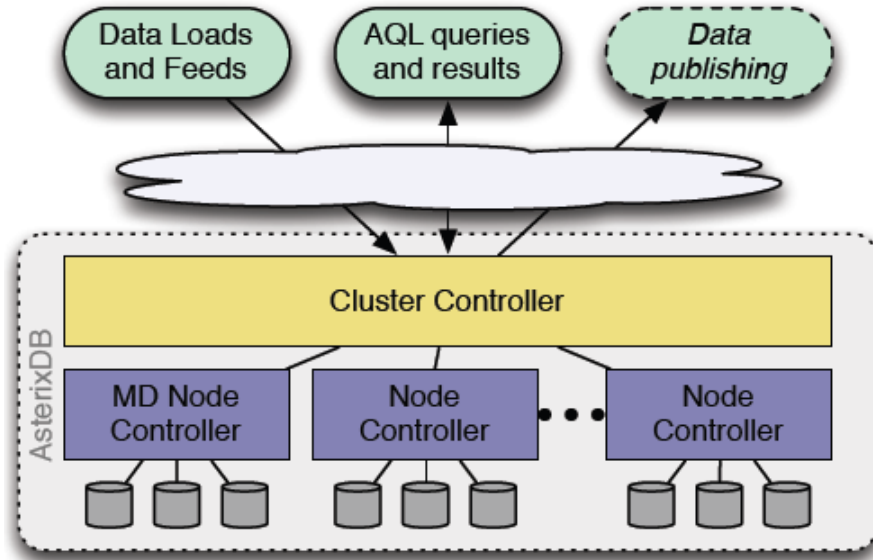 Data Loads
and Feeds
AQL queries
and results
Data
publishing
Cluster Controller
AsterixDB
MD Node
Controller
Node
Controller
Node
Controller